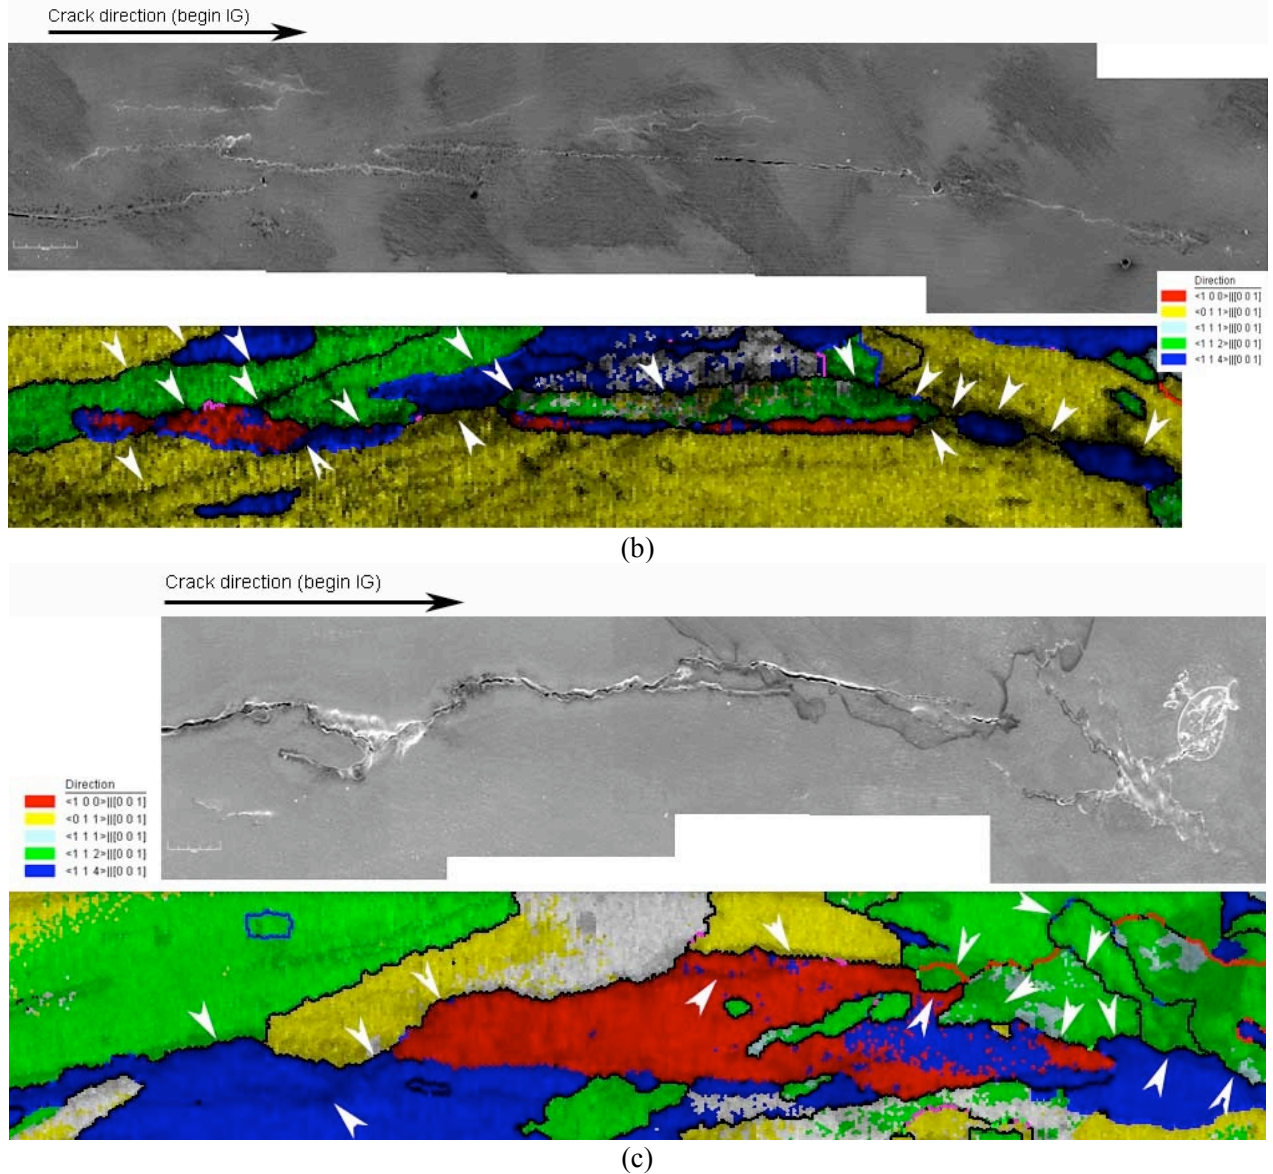 Crack direction (begin IG)
Direction
<1 0 0>||[0 0 1]
<0 1 1>||[0 0 1]
<1 1 1>||[0 0 1]
<1 1 2>||[0 0 1]
<1 1 4>||[0 0 1]
(b)
Crack direction (begin IG)
Direction
<1 0 0>||[0 0 1]
<0 1 1>||[0 0 1]
<1 1 1>||[0 0 1]
<1 1 2>||[0 0 1]
<1 1 4>||[0 0 1]
(c)